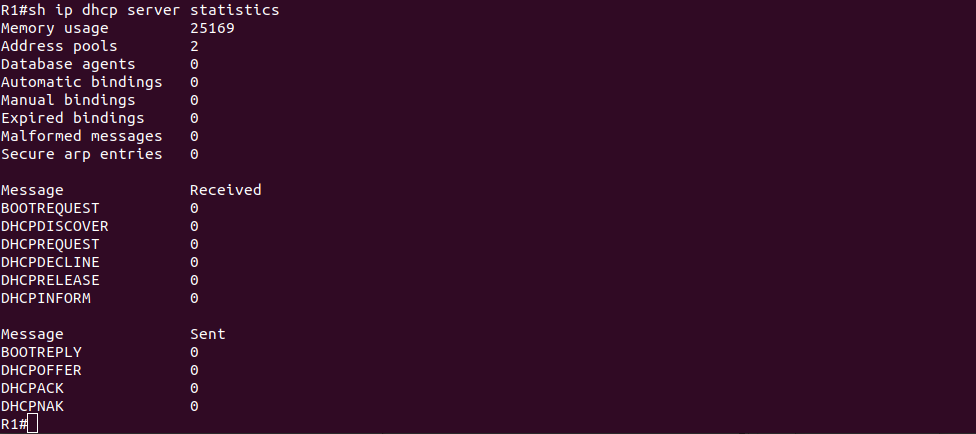 R1#sh ip dhcp server statistics
Memory usage         25169
Address pools        2
Database agents      0
Automatic bindings   0
Manual bindings      0
Expired bindings     0
Malformed messages   0
Secure arp entries   0

Message              Received
BOOTREQUEST          0
DHCPDISCOVER         0
DHCPREQUEST          0
DHCPDECLINE          0
DHCPRELEASE          0
DHCPINFORM           0

Message              Sent
BOOTREPLY            0
DHCPOFFER            0
DHCPACK              0
DHCPNAK              0
R1#